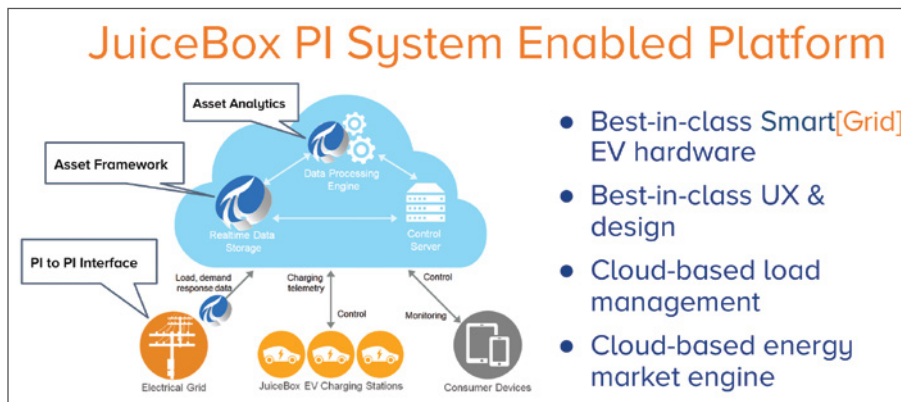 JuiceBox PI System Enabled Platform
Asset Analytics
Asset Framework
PI to PI Interface
Data Processing
Engine
Realtime Data
Storage
Control
Server
Load, demand
response data
Charging
telemetry
Control
Control
Monitoring
Electrical Grid
JuiceBox EV Charging Stations
Consumer Devices
• Best-in-class Smart[Grid]
EV hardware
• Best-in-class UX &
design
• Cloud-based load
management
• Cloud-based energy
market engine